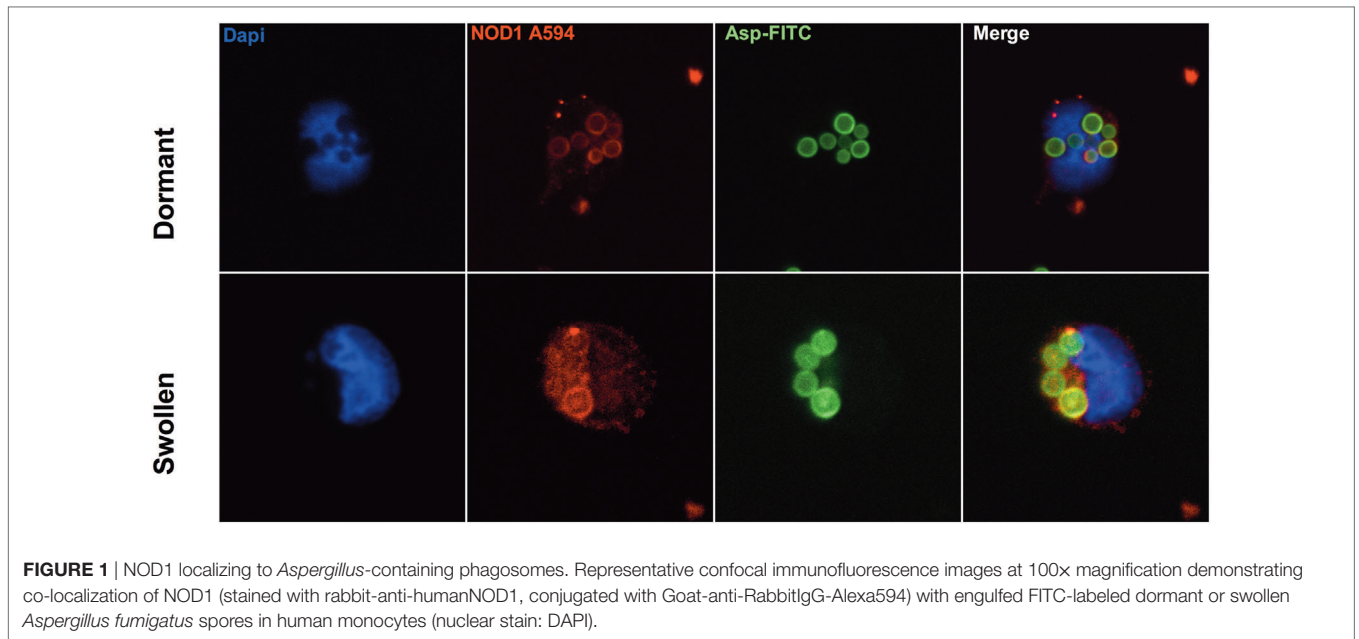 Dapi NOD1 A594 Asp-FITC Merge
Dormant
Swollen
FIGURE 1 | NOD1 localizing to Aspergillus-containing phagosomes. Representative confocal immunofluorescence images at 100× magnification demonstrating
co-localization of NOD1 (stained with rabbit-anti-humanNOD1, conjugated with Goat-anti-RabbitIgG-Alexa594) with engulfed FITC-labeled dormant or swollen
Aspergillus fumigatus spores in human monocytes (nuclear stain: DAPI).